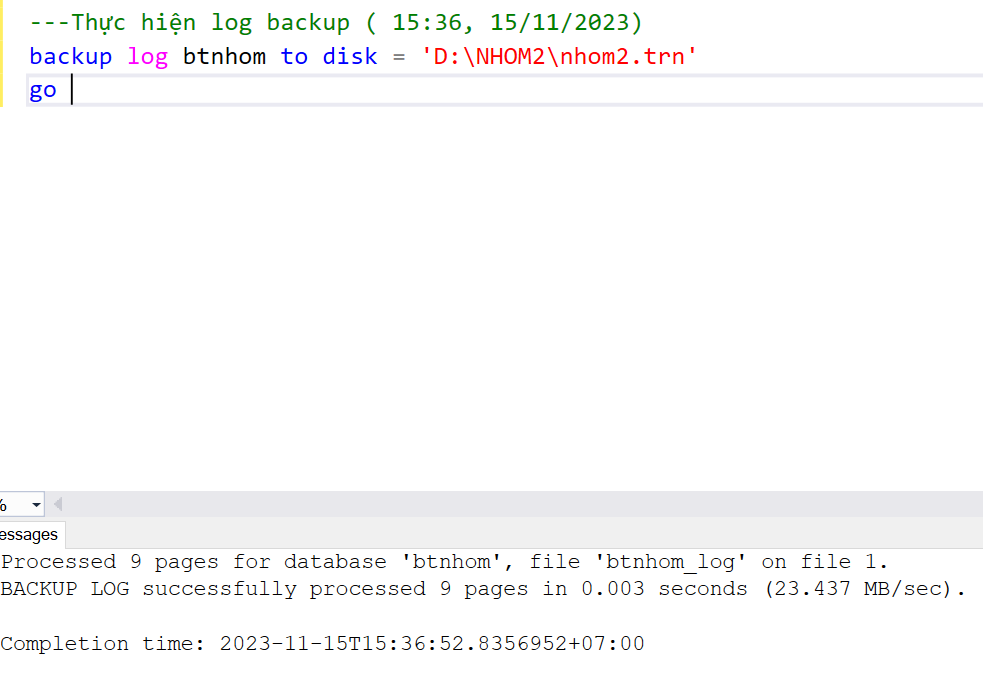 ---Thực hiện log backup ( 15:36, 15/11/2023)
backup log btnhom to disk = 'D:\NHOM2\nhom2.trn'
go
%
essages
Processed 9 pages for database 'btnhom', file 'btnhom_log' on file 1.
BACKUP LOG successfully processed 9 pages in 0.003 seconds (23.437 MB/sec).
Completion time: 2023-11-15T15:36:52.8356952+07:00